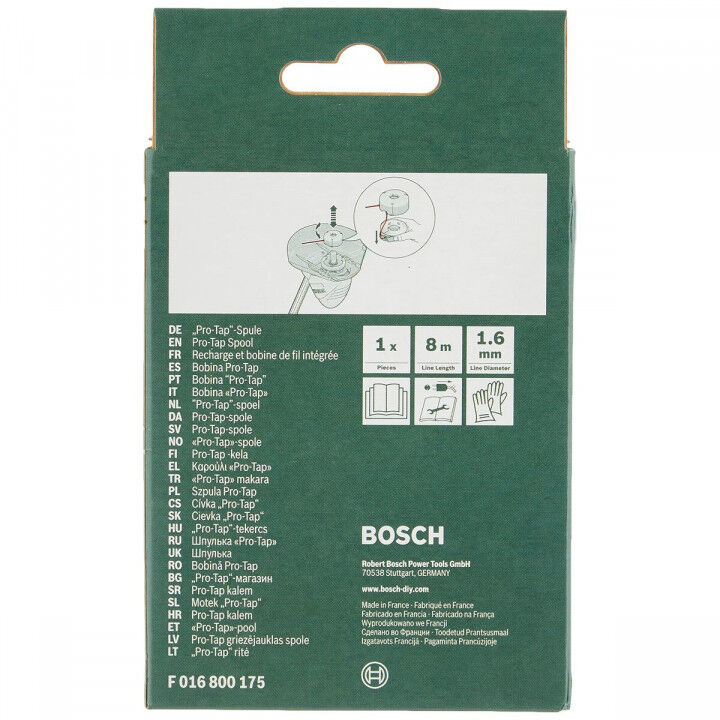 DE „Pro-Tap"-Spule
EN Pro-Tap Spool
FR Recharge et bobine de fil intégrée
ES Bobina Pro-Tap
PT Bobina "Pro-Tap"
IT Bobina «Pro-Tap»
NL "Pro-Tap"-spoel
DA Pro-Tap-spole
SV Pro-Tap-spole
NO «Pro-Tap»-spole
FI Pro-Tap -kela
EL Καρούλι «Pro-Tap»
TR «Pro-Tap» makara
PL Szpula Pro-Tap
CS Cívka „Pro-Tap"
SK Cievka „Pro-Tap"
HU „Pro-Tap"-tekercs
RU Шпулька «Pro-Tap»
UK Шпулька
RO Bobină Pro-Tap
BG „Pro-Tap"-магазин
SR Pro-Tap kalem
SL Motek „Pro-Tap"
HR Pro-Tap kalem
ET «Pro-Tap»-pool
LV Pro-Tap griezējauklas spole
LT „Pro-Tap" ritė
F 016 800 175
1 x
Pieces
8 m
Line Length
1.6
mm
Line Diameter
BOSCH
Robert Bosch Power Tools GmbH
70538 Stuttgart, GERMANY
www.bosch-diy.com
Made in France · Fabriqué en France
Fabricado en Francia · Fabricado na França
Wyprodukowano we Francji
Сделано во Франции · Toodetud Prantsusmaal
Izgatavots Francijā · Pagaminta Prancūzijoje